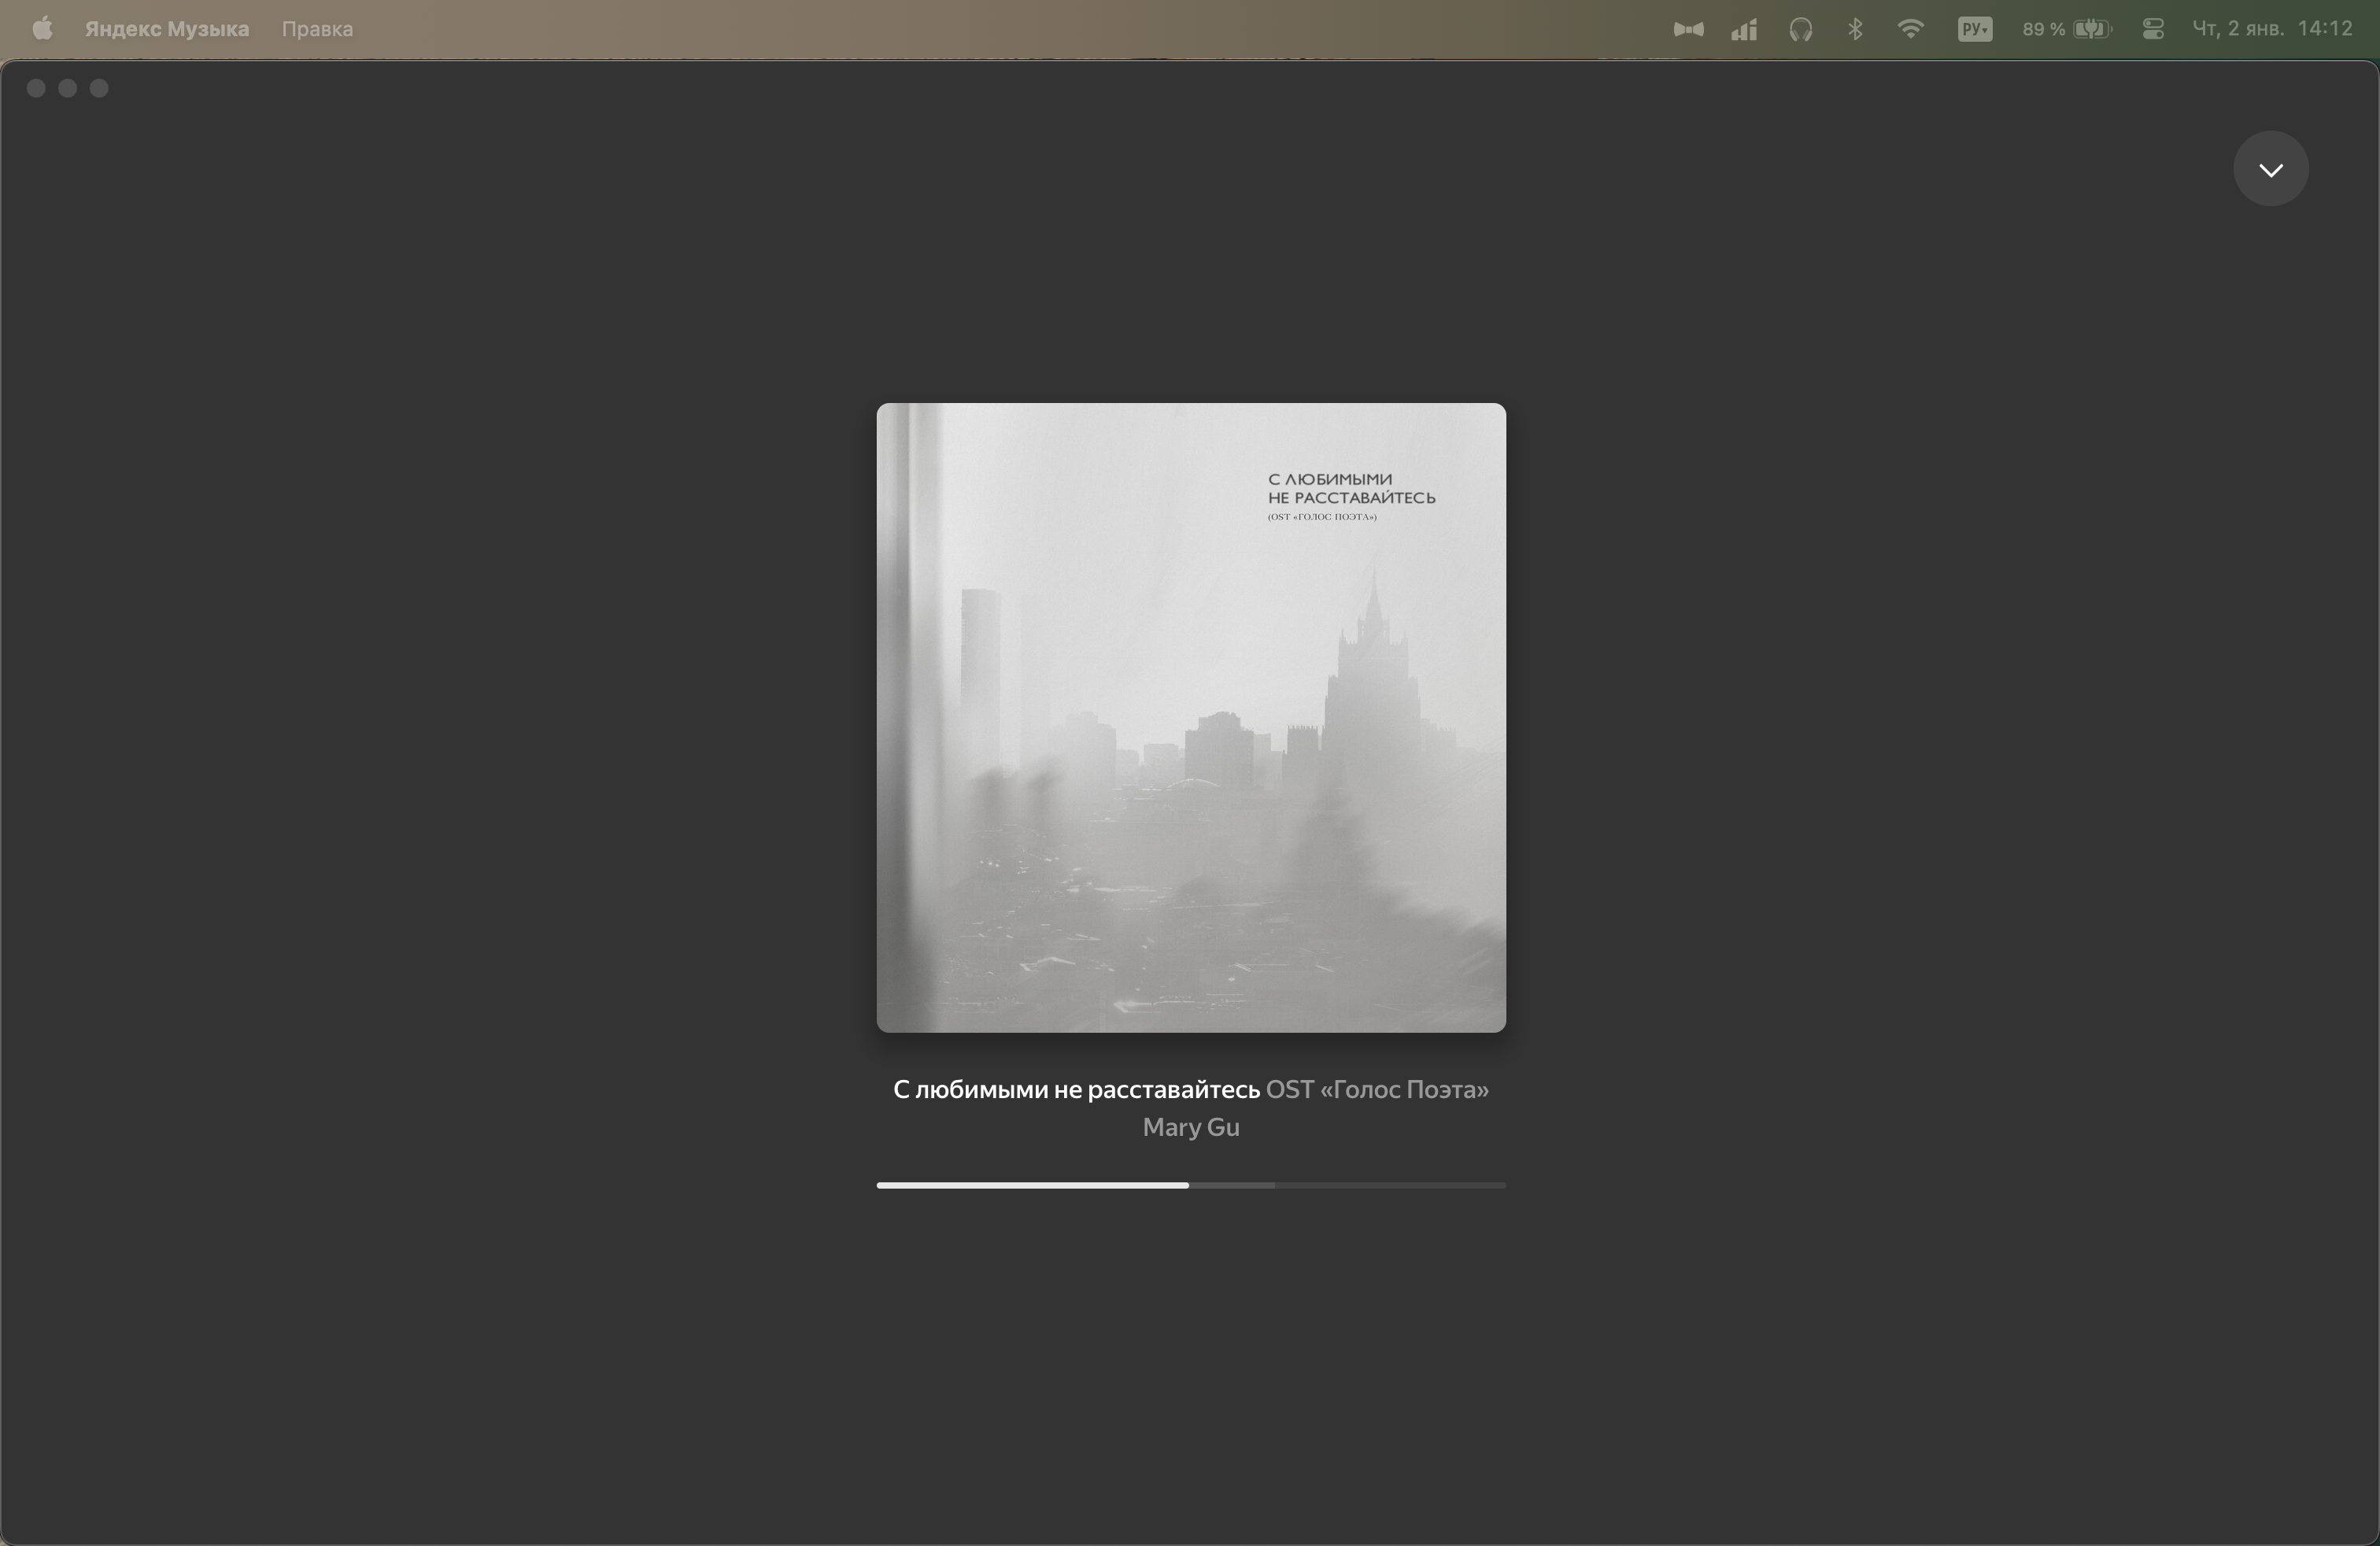 Яндекс Музыка Правка РУ 89 % Чт, 2 янв. 14:12
С ЛЮБИМЫМИ
НЕ РАССТАВАЙТЕСЬ
(OST «ГОЛОС ПОЭТА»)
С любимыми не расставайтесь OST «Голос Поэта»
Mary Gu